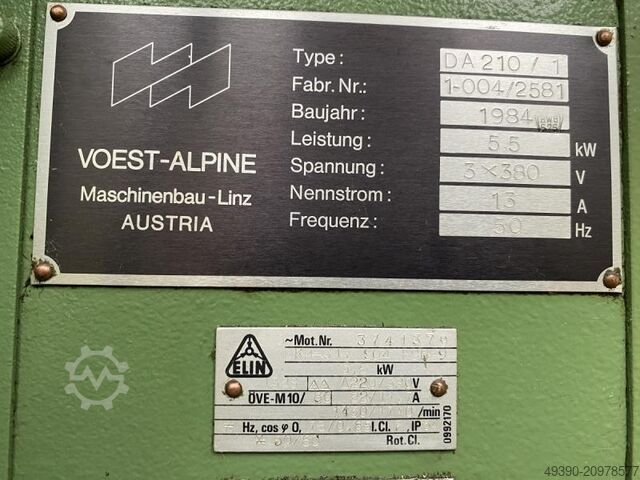 Type: DA 210 / 1
Fabr. Nr.: 1-004/2581
Baujahr: 1984
Leistung: 5.5 kW
Spannung: 3×380 V
Nennstrom: 13 A
Frequenz: 50 Hz
VOEST-ALPINE
Maschinenbau-Linz
AUSTRIA
ELIN
~Mot.Nr.
kW
V
ÖVE-M10/ A
/min
Hz, cos φ 0, I.Cl. , IP
Rot.Cl.
0992170
49390-20978577